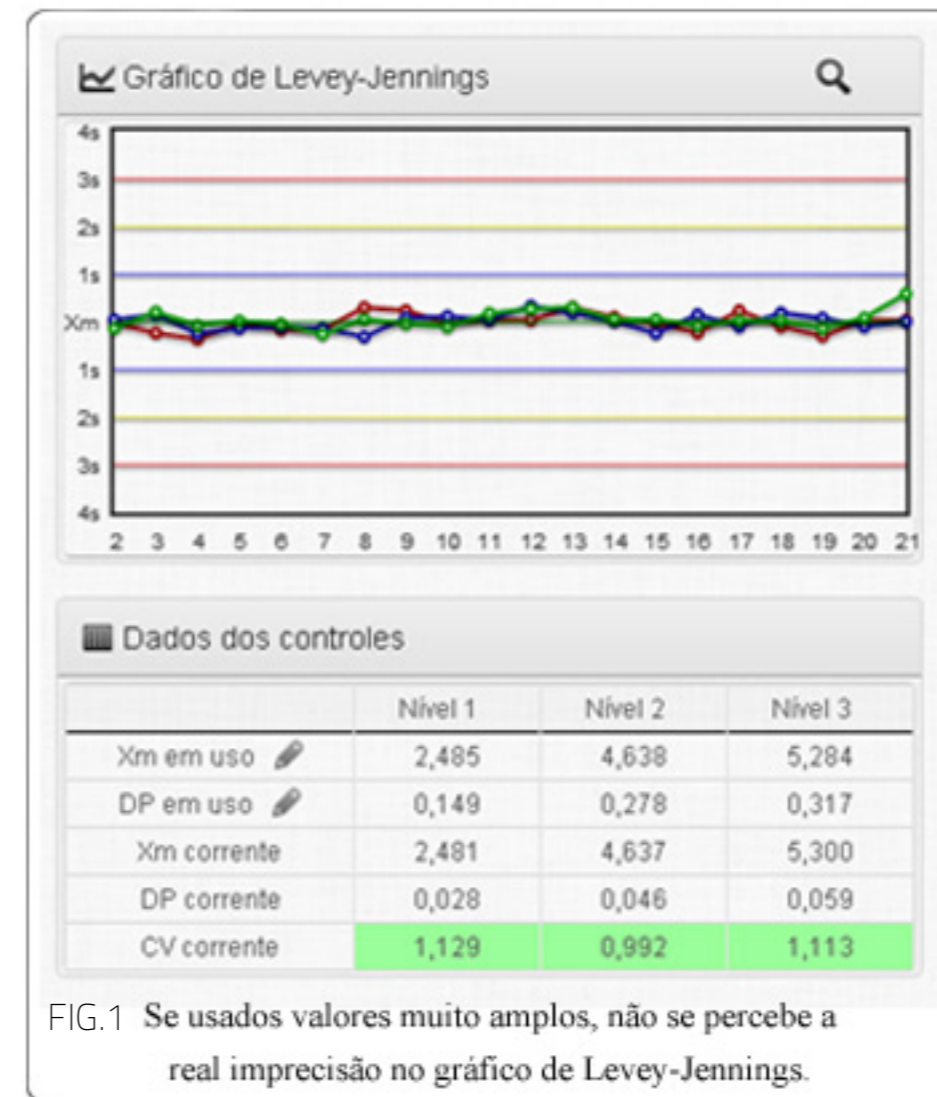 Gráfico de Levey-Jennings
4s
3s
2s
1s
Xm
1s
2s
3s
4s
2 3 4 5 6 7 8 9 10 11 12 13 14 15 16 17 18 19 20 21
Dados dos controles
Nível 1 Nível 2 Nível 3
Xm em uso 2,485 4,638 5,284
DP em uso 0,149 0,278 0,317
Xm corrente 2,481 4,637 5,300
DP corrente 0,028 0,046 0,059
CV corrente 1,129 0,992 1,113
FIG.1 Se usados valores muito amplos, não se percebe a
real imprecisão no gráfico de Levey-Jennings.